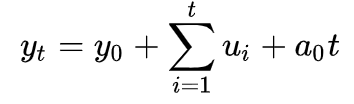 $y_t = y_0 + \sum_{i=1}^{t} u_i + a_0 t$